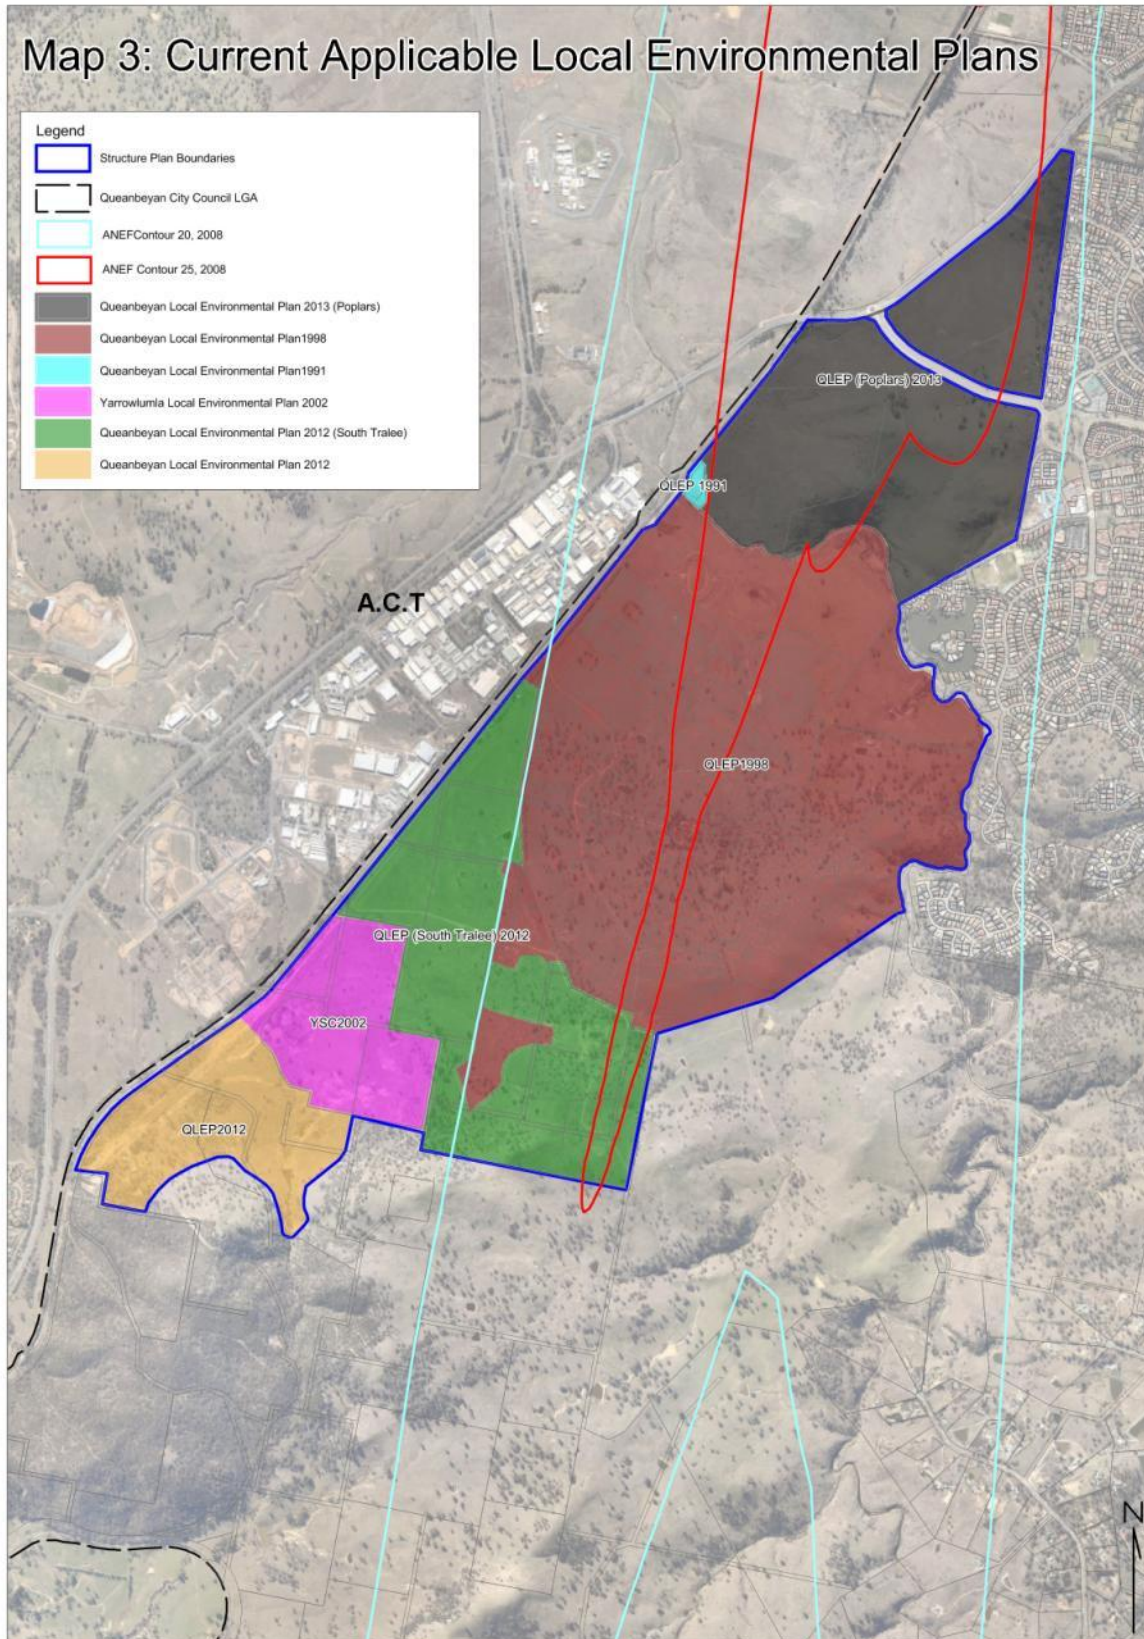 Map 3: Current Applicable Local Environmental Plans
Legend
Structure Plan Boundaries
Queanbeyan City Council LGA
ANEFContour 20, 2008
ANEF Contour 25, 2008
Queanbeyan Local Environmental Plan 2013 (Poplars)
Queanbeyan Local Environmental Plan1998
Queanbeyan Local Environmental Plan1991
Yarrowlumla Local Environmental Plan 2002
Queanbeyan Local Environmental Plan 2012 (South Tralee)
Queanbeyan Local Environmental Plan 2012
QLEP (Poplars) 2013
QLEP 1991
A.C.T
QLEP1998
QLEP (South Tralee) 2012
YSC2002
QLEP2012
N